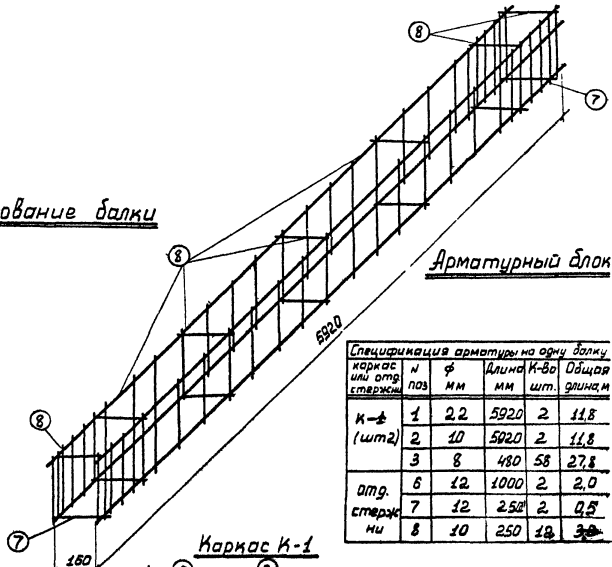 8
7
ование балки
8
Арматурный блок
5920
Спецификация арматуры на одну балку
каркас или отд. стержни N поз ф мм Длина мм К-во шт. Общая длина, м
К-1 (шт2) 1 22 5920 2 11,8
2 10 5920 2 11,8
3 8 480 58 27,8
отд. стержни 6 12 1000 2 2,0
7 12 250 2 0,5
8 10 250 12
8
7
160
Каркас К-1